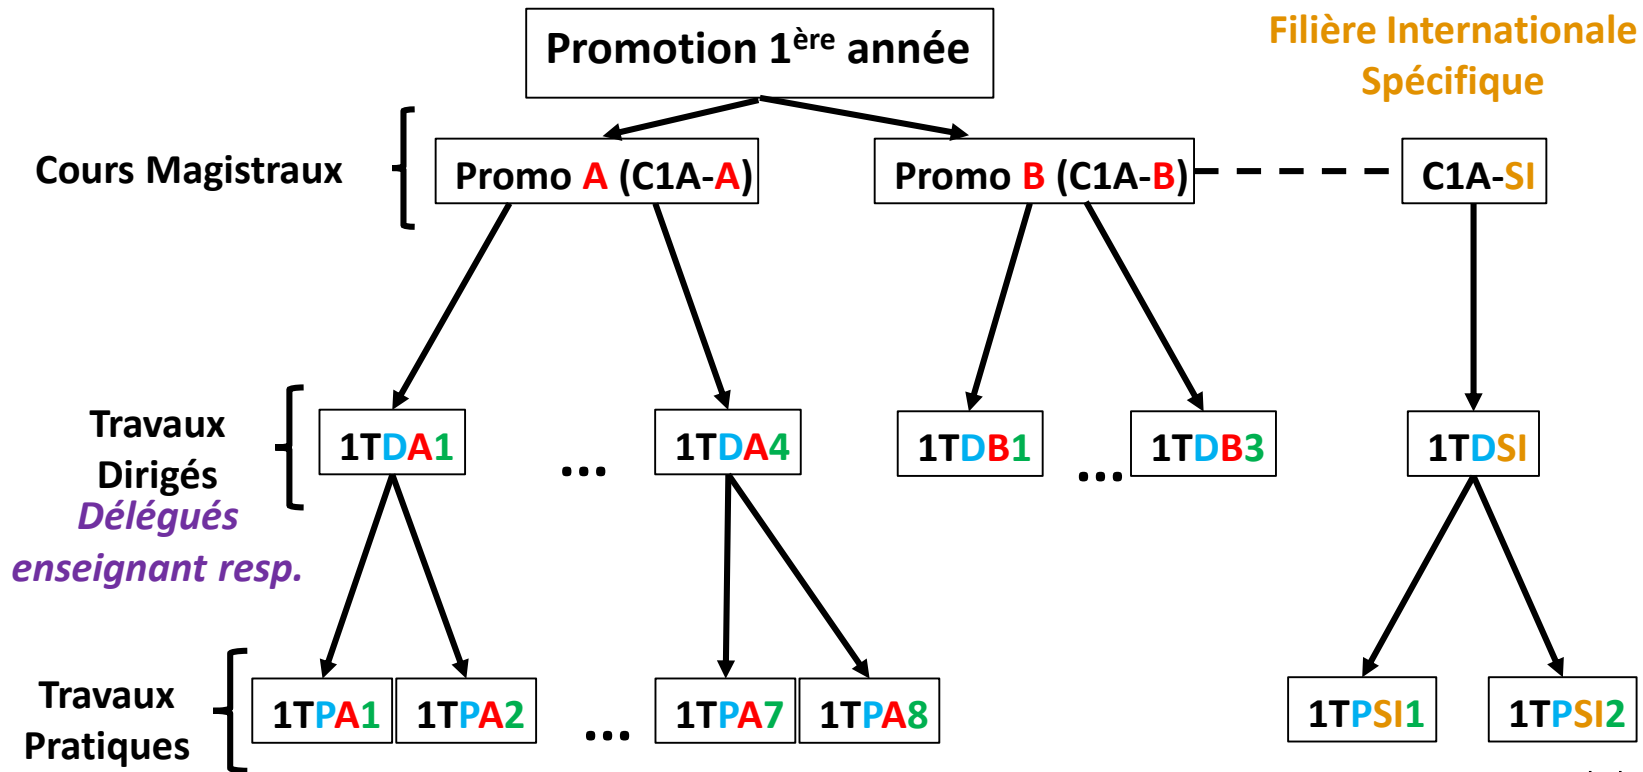 Promotion 1ère année
Filière Internationale
Spécifique
Cours Magistraux
Promo A (C1A-A)
Promo B (C1A-B)
C1A-SI
Travaux
Dirigés
Délégués
enseignant resp.
1TDA1
...
1TDA4
1TDB1
...
1TDB3
1TDSI
Travaux
Pratiques
1TPA1
1TPA2
...
1TPA7
1TPA8
1TPSI1
1TPSI2